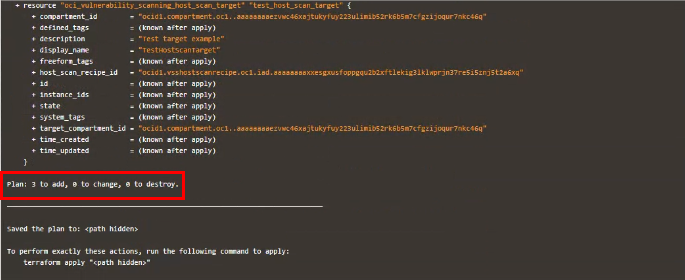 + resource "oci_vulnerability_scanning_host_scan_target" "test_host_scan_target" {
+ compartment_id = "ocid1.compartment.oc1..aaaaaaaaezvwc46xajtukyfuy223ulimib52rk6b5m7cfgzijoqur7nkc46q"
+ defined_tags = (known after apply)
+ description = "Test target example"
+ display_name = "TestHostScantarget"
+ freeform_tags = (known after apply)
+ host_scan_recipe_id = "ocid1.vsshostscanrecipe.oc1.iad.aaaaaaaaxxesgxusfoppgqu2b2xftlekig3lklwprjn37re5i5znj5t2a6xq"
+ id = (known after apply)
+ instance_ids = (known after apply)
+ state = (known after apply)
+ system_tags = (known after apply)
+ target_compartment_id = "ocid1.compartment.oc1..aaaaaaaaezvwc46xajtukyfuy223ulimib52rk6b5m7cfgzijoqur7nkc46q"
+ time_created = (known after apply)
+ time_updated = (known after apply)
}
Plan: 3 to add, 0 to change, 0 to destroy.
Saved the plan to: <path hidden>
To perform exactly these actions, run the following command to apply:
terraform apply "<path hidden>"